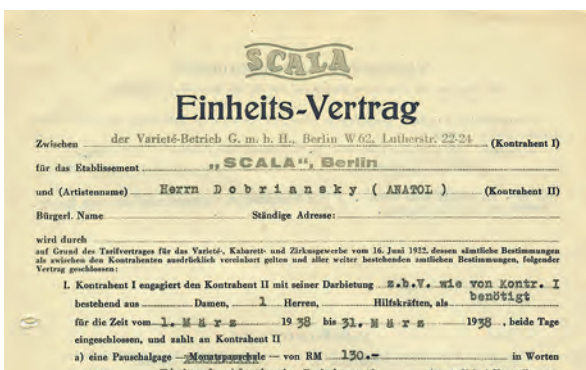 SCALA
Einheits-Vertrag
Zwischen der Varieté-Betrieb G. m. b. H., Berlin W 62, Lutherstr. 22-24 (Kontrahent I)
für das Etablissement „SCALA“, Berlin
und (Artistenname) Herrn Dobriansky ( ANATOL ) (Kontrahent II)
Bürgerl. Name Ständige Adresse:
wird durch
auf Grund des Tarifvertrages für das Varieté-, Kabarett- und Zirkusgewerbe vom 16. Juni 1922, dessen sämtliche Bestimmungen
als zwischen den Kontrahenten ausdrücklich vereinbart gelten und aller weiter bestehenden amtlichen Bestimmungen, folgender
Vertrag geschlossen:
I. Kontrahent I engagiert den Kontrahent II mit seiner Darbietung z.b.V. wie von Kontr. I
benötigt
bestehend aus Damen, 1 Herren, Hilfskräften, als
für die Zeit vom 1. März 1938 bis 31. März 1938, beide Tage
eingeschlossen, und zahlt an Kontrahent II
a) eine Pauschalgage — Monatspauschale — von RM 130.- in Worten